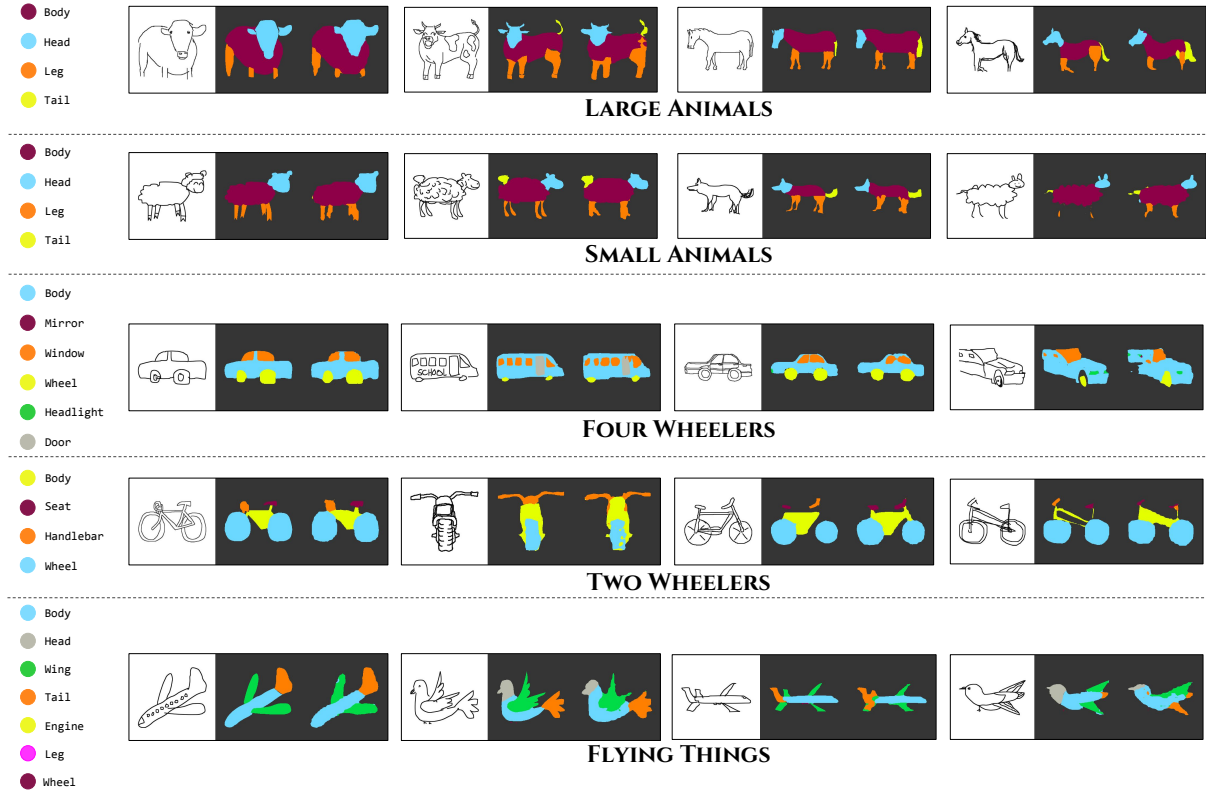 Body
Head
Leg
Tail
LARGE ANIMALS
Body
Head
Leg
Tail
SMALL ANIMALS
Body
Mirror
Window
Wheel
Headlight
Door
SCHOOL
FOUR WHEELERS
Body
Seat
Handlebar
Wheel
TWO WHEELERS
Body
Head
Wing
Tail
Engine
Leg
Wheel
FLYING THINGS